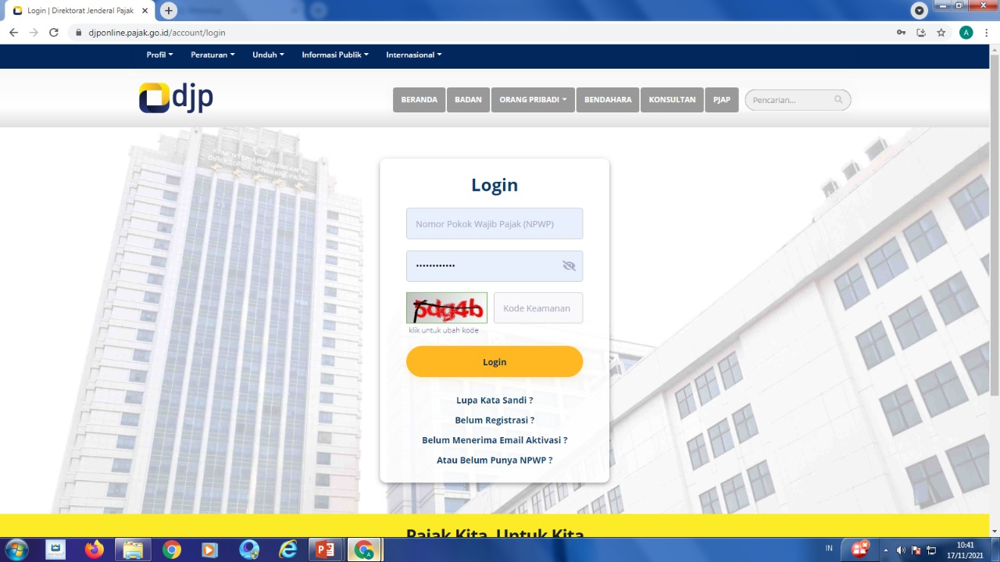 Login | Direktorat Jenderal Pajak
djponline.pajak.go.id/account/login
A
Profil Peraturan Unduh Informasi Publik Internasional
djp
BERANDA BADAN ORANG PRIBADI BENDAHARA KONSULTAN PJAP Pencarian...
Login
Nomor Pokok Wajib Pajak (NPWP)
Kode Keamanan
klik untuk ubah kode
Login
Lupa Kata Sandi ?
Belum Registrasi ?
Belum Menerima Email Aktivasi ?
Atau Belum Punya NPWP ?
Pajak Kita, Untuk Kita
IN
10:41
17/11/2021